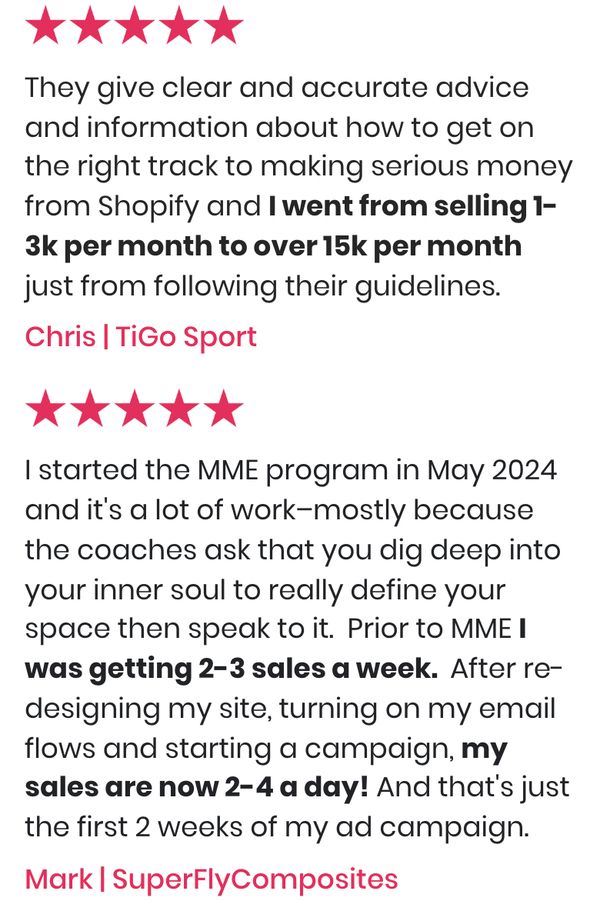 They give clear and accurate advice
and information about how to get on
the right track to making serious money
from Shopify and I went from selling 1-
3k per month to over 15k per month
just from following their guidelines.
Chris | TiGo Sport
I started the MME program in May 2024
and it's a lot of work–mostly because
the coaches ask that you dig deep into
your inner soul to really define your
space then speak to it.  Prior to MME I
was getting 2-3 sales a week.  After re-
designing my site, turning on my email
flows and starting a campaign, my
sales are now 2-4 a day! And that's just
the first 2 weeks of my ad campaign.
Mark | SuperFlyComposites